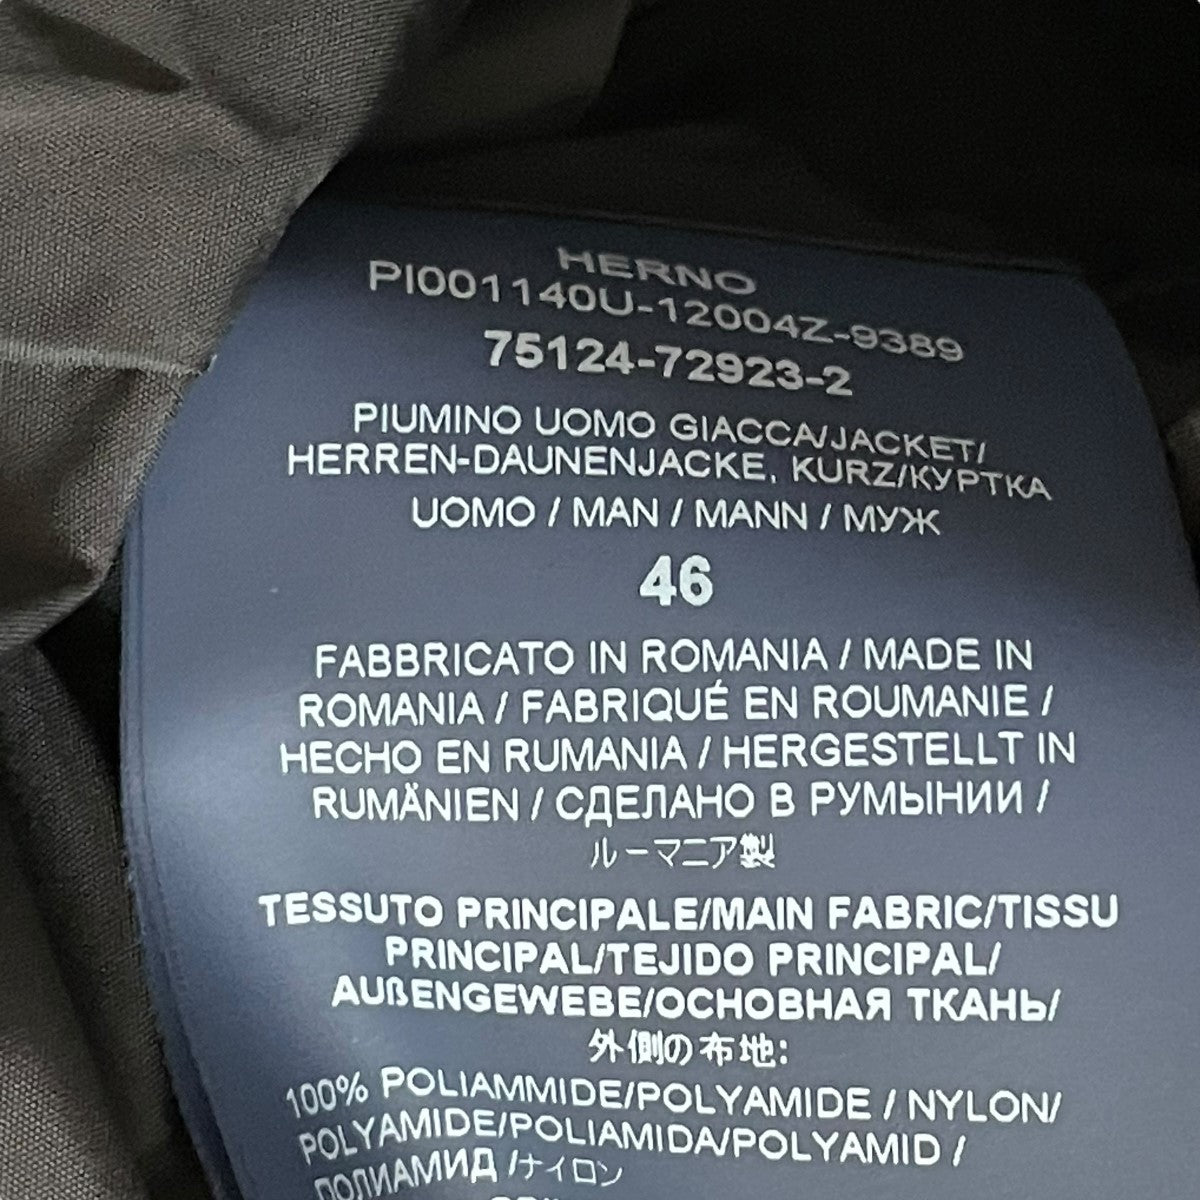 HERNO
PI001140U-12004Z-9389
75124-72923-2
PIUMINO UOMO GIACCA/JACKET/
HERREN-DAUNENJACKE, KURZ/КУРТКА
UOMO / MAN / MANN / МУЖ
46
FABBRICATO IN ROMANIA / MADE IN
ROMANIA / FABRIQUÉ EN ROUMANIE /
HECHO EN RUMANIA / HERGESTELLT IN
RUMÄNIEN / СДЕЛАНО В РУМЫНИИ /
ルーマニア製
TESSUTO PRINCIPALE/MAIN FABRIC/TISSU
PRINCIPAL/TEJIDO PRINCIPAL/
AUßENGEWEBE/ОСНОВНАЯ ТКАНЬ/
外側の布地:
100% POLIAMMIDE/POLYAMIDE / NYLON/
POLYAMIDE/POLIAMIDA/POLYAMID /
ПОЛИАМИД /ナイロン